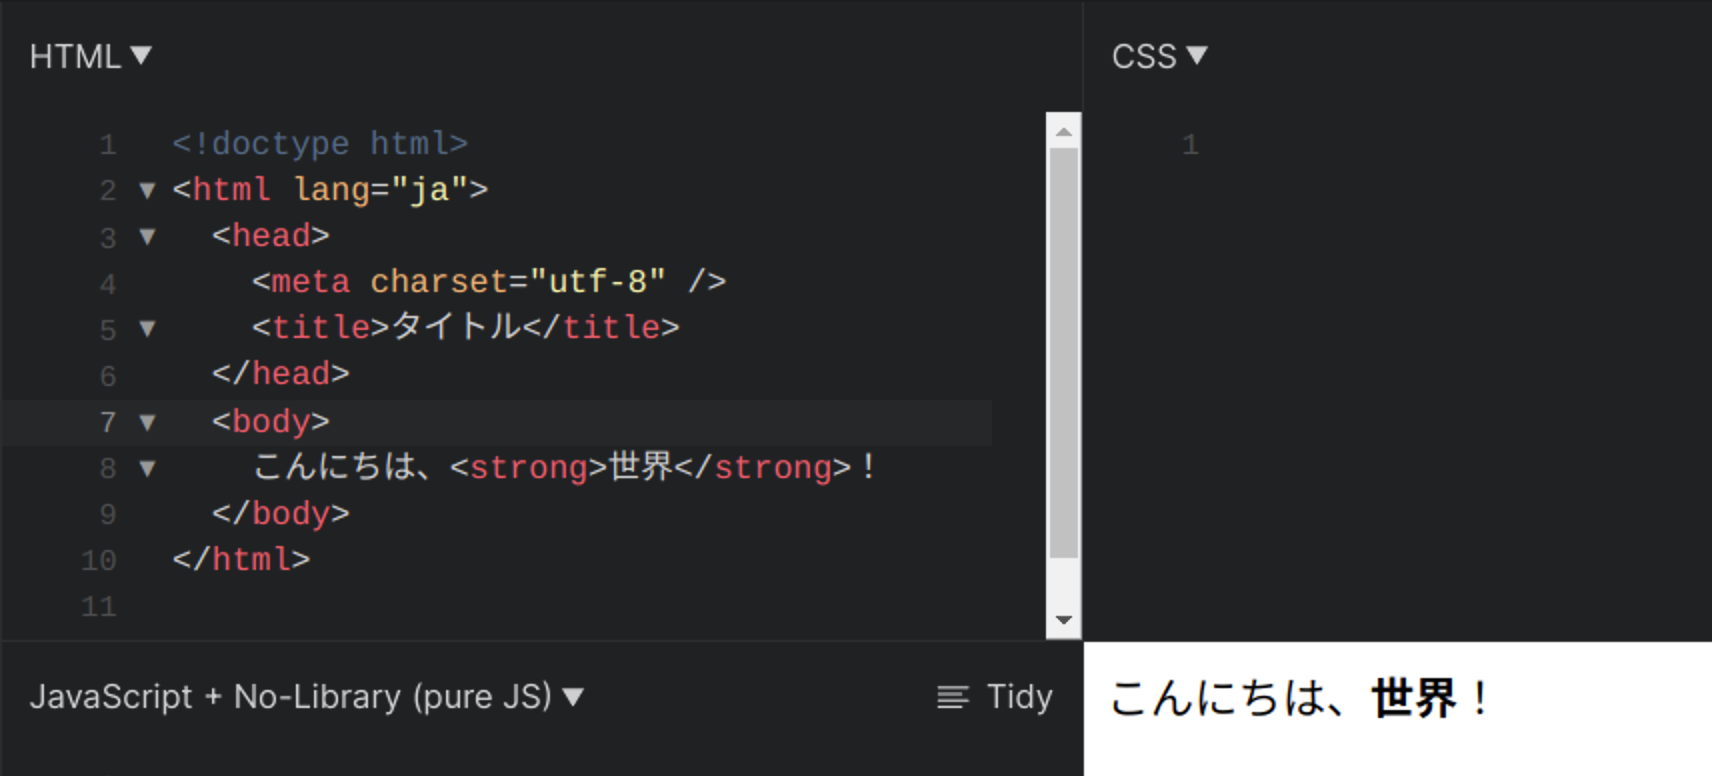 HTML ▼
1 <!doctype html>
2 ▼ <html lang="ja">
3 ▼ <head>
4 <meta charset="utf-8" />
5 ▼ <title>タイトル</title>
6 </head>
7 ▼ <body>
8 ▼ こんにちは、<strong>世界</strong>！
9 </body>
10 </html>
11
CSS ▼
1
JavaScript + No-Library (pure JS) ▼
Tidy
こんにちは、世界！